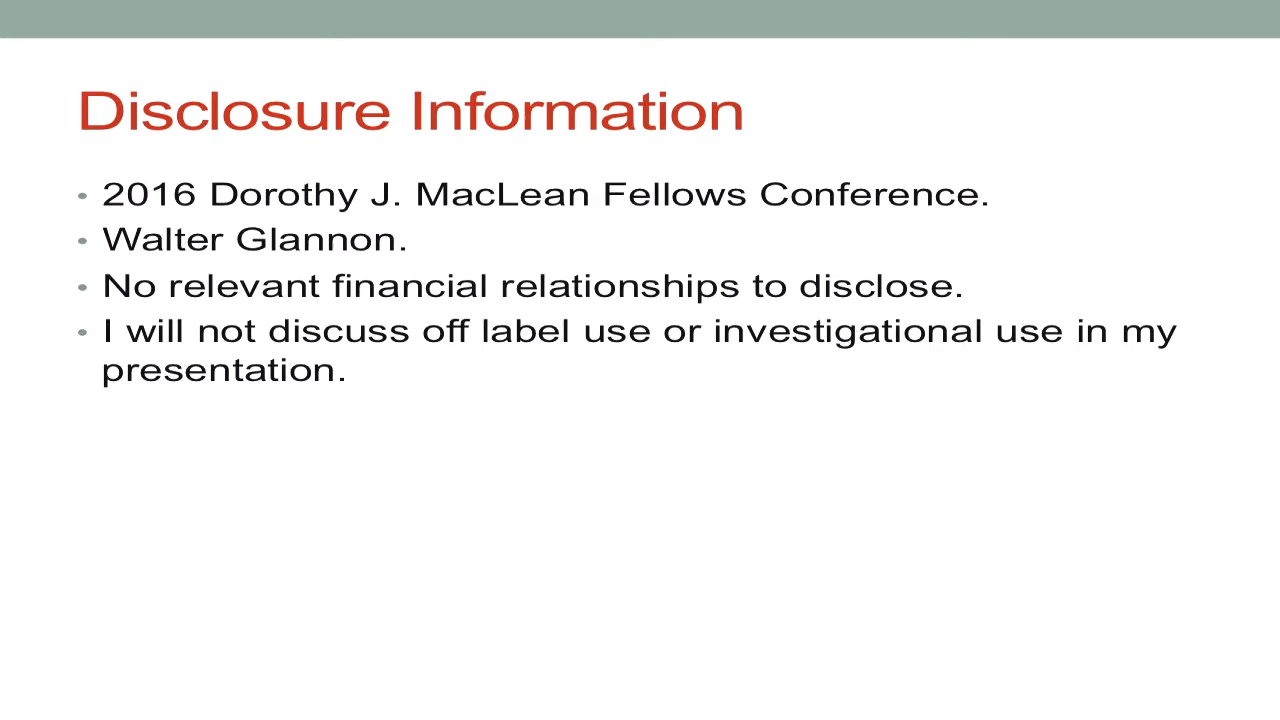 Disclosure Information
• 2016 Dorothy J. MacLean Fellows Conference.
• Walter Glannon.
• No relevant financial relationships to disclose.
• I will not discuss off label use or investigational use in my
presentation.